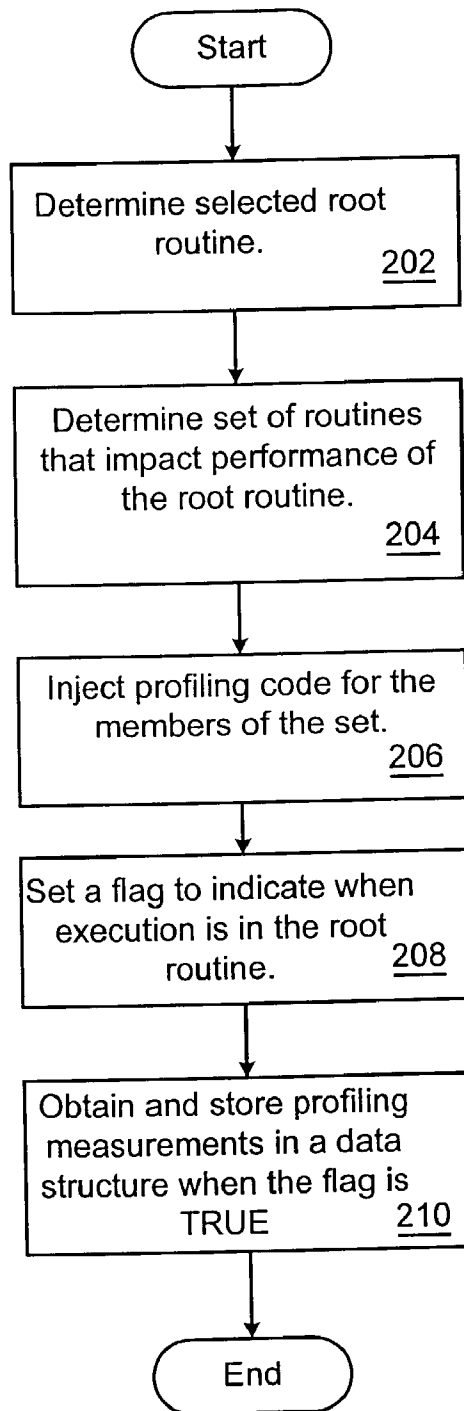 Start
Determine selected root
routine.
202
Determine set of routines
that impact performance of
the root routine.
204
Inject profiling code for the
members of the set.
206
Set a flag to indicate when
execution is in the root
routine.
208
Obtain and store profiling
measurements in a data
structure when the flag is
TRUE
210
End